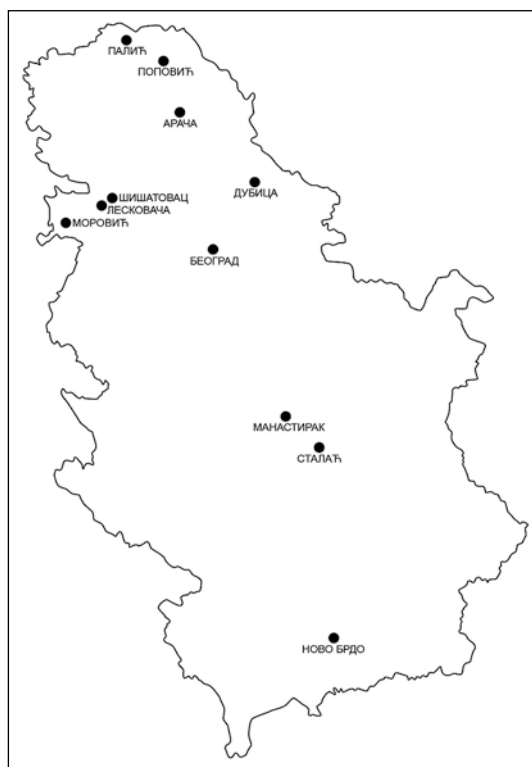 ПАЛИЋ
ПОПОВИЋ
АРАЧА
ДУБИЦА
ШИШАТОВАЦ
ЛЕСКОВАЧА
МОРОВИЋ
БЕОГРАД
МАНАСТИРАК
СТАЛАЋ
НОВО БРДО